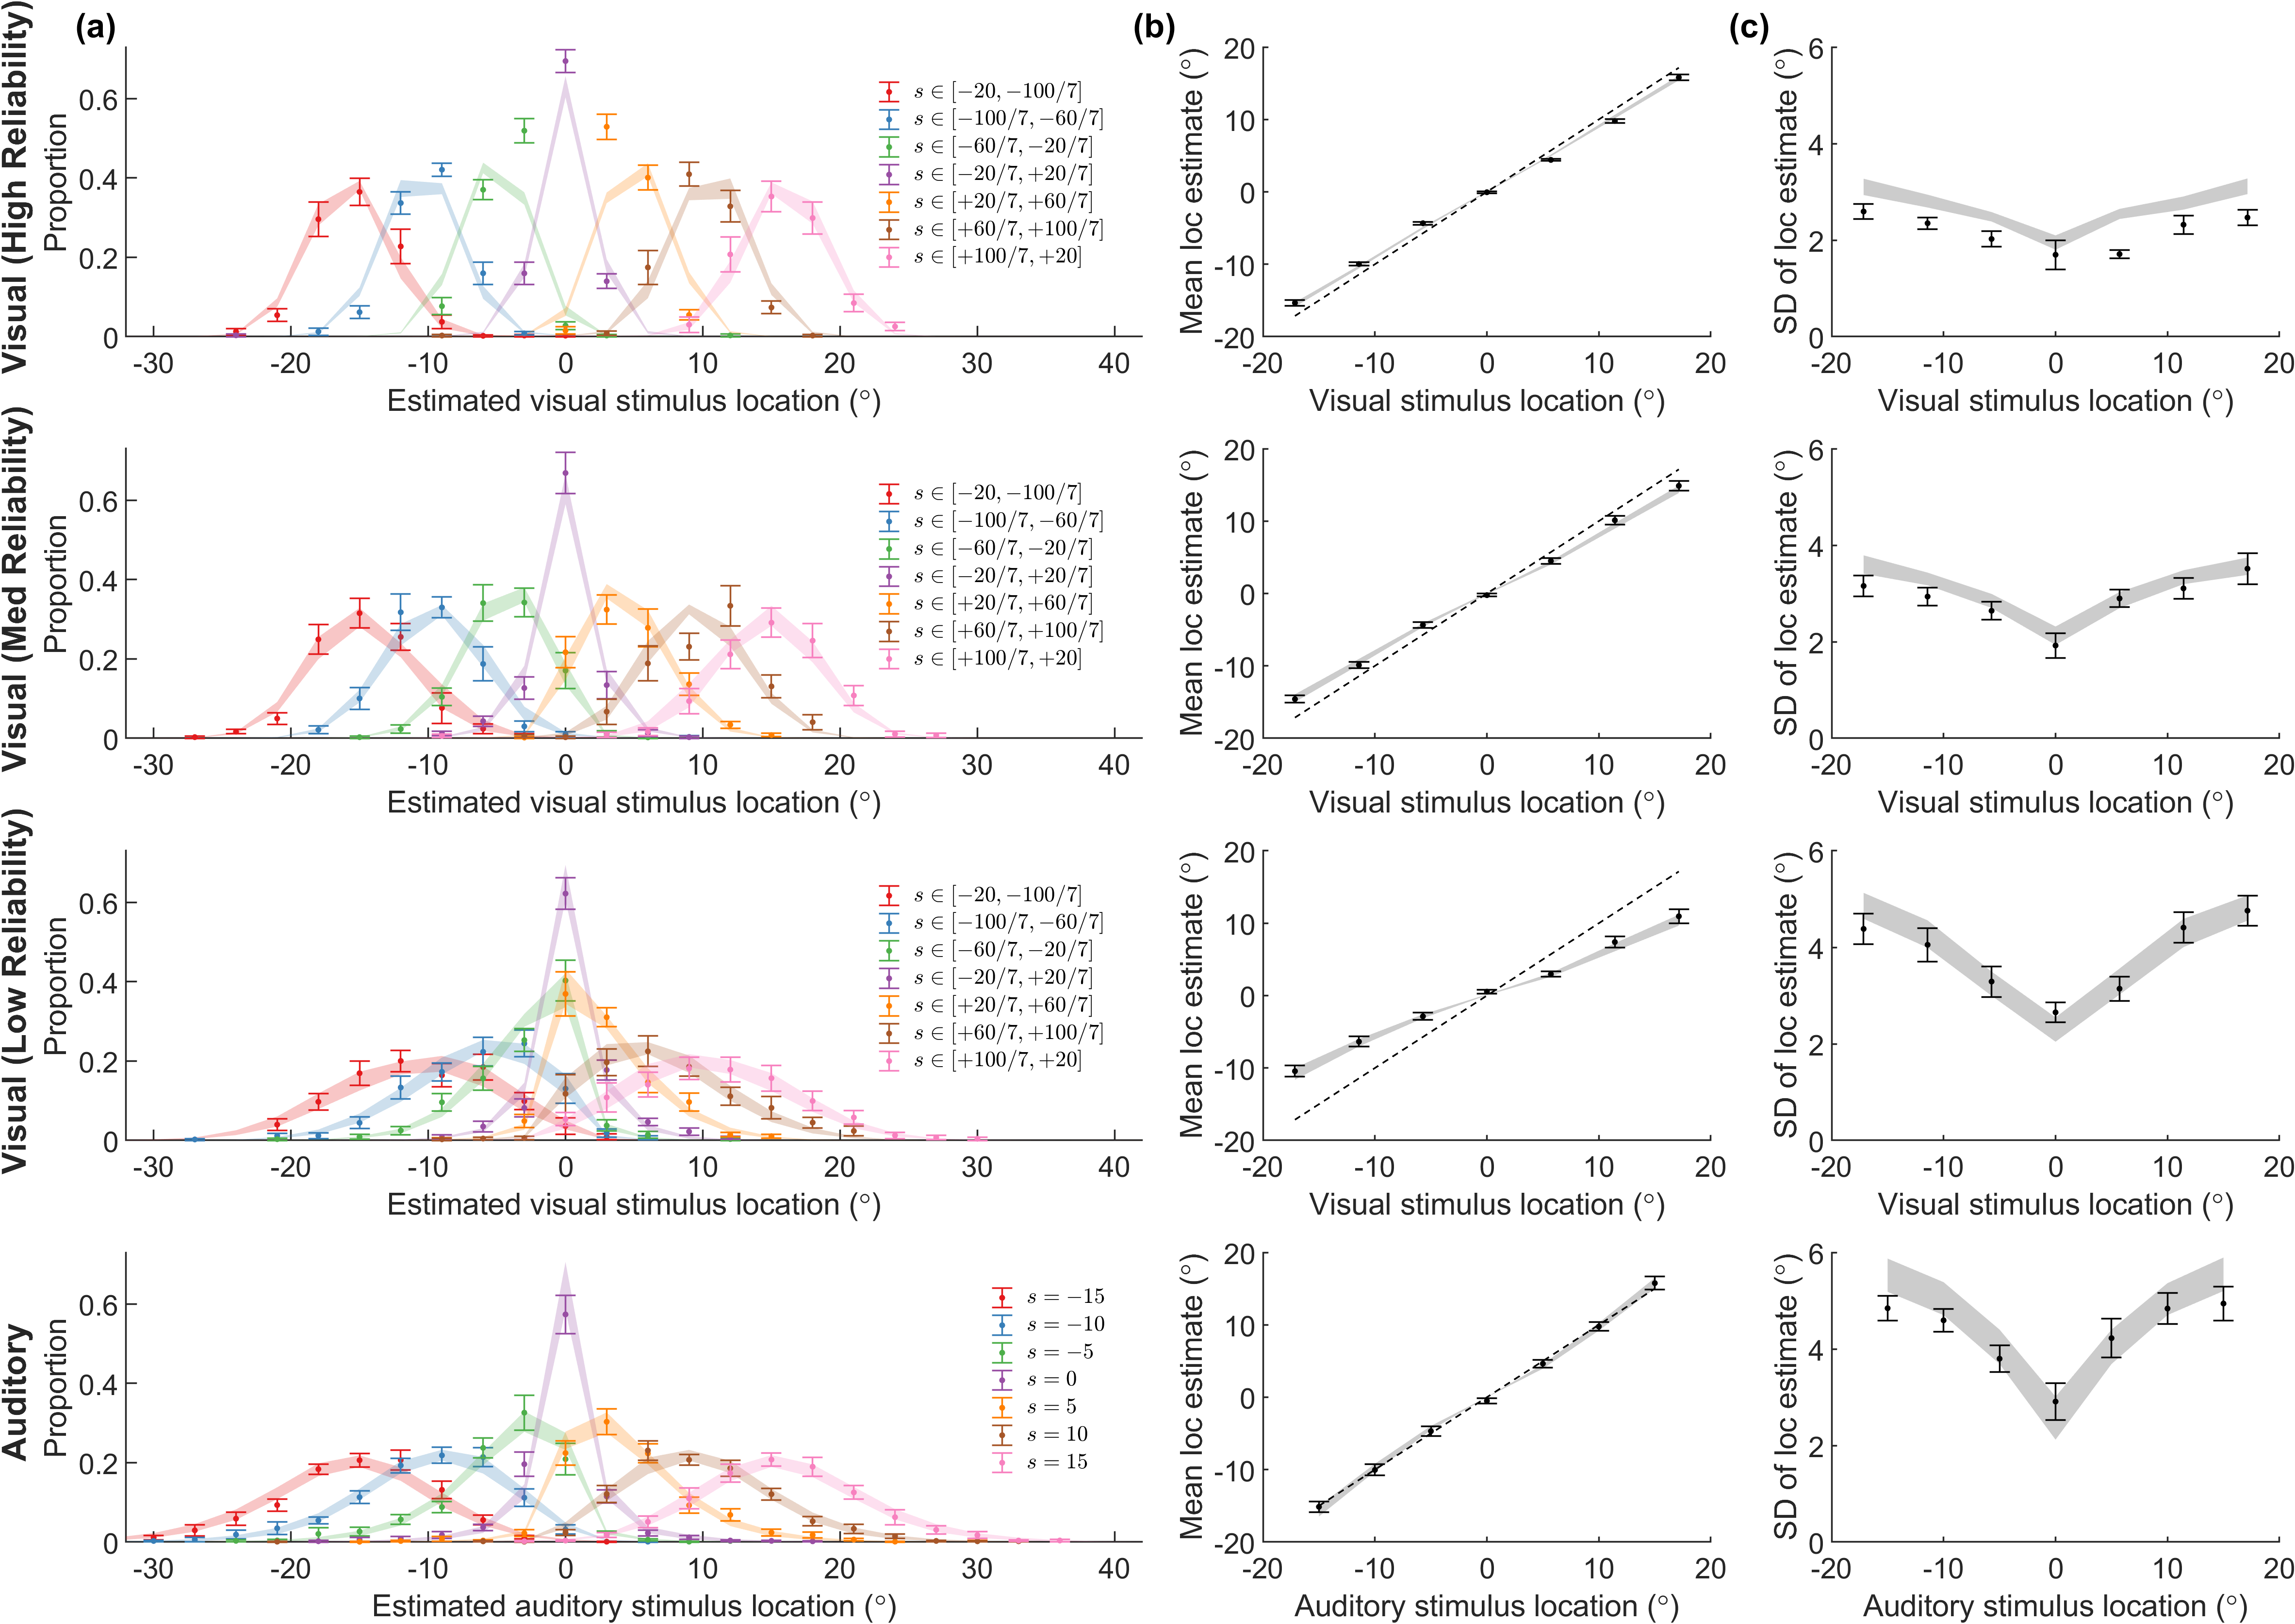 (a)
(b)
(c)
Visual (High Reliability)
Proportion
0.6
0.4
0.2
0
-30 -20 -10 0 10 20 30 40
Estimated visual stimulus location (°)
s ∈ [−20, −100/7]
s ∈ [−100/7, −60/7]
s ∈ [−60/7, −20/7]
s ∈ [−20/7, +20/7]
s ∈ [+20/7, +60/7]
s ∈ [+60/7, +100/7]
s ∈ [+100/7, +20]
Mean loc estimate (°)
20
10
0
-10
-20
-20 -10 0 10 20
Visual stimulus location (°)
SD of loc estimate (°)
6
4
2
0
-20 -10 0 10 20
Visual stimulus location (°)
Visual (Med Reliability)
Proportion
0.6
0.4
0.2
0
-30 -20 -10 0 10 20 30 40
Estimated visual stimulus location (°)
s ∈ [−20, −100/7]
s ∈ [−100/7, −60/7]
s ∈ [−60/7, −20/7]
s ∈ [−20/7, +20/7]
s ∈ [+20/7, +60/7]
s ∈ [+60/7, +100/7]
s ∈ [+100/7, +20]
Mean loc estimate (°)
20
10
0
-10
-20
-20 -10 0 10 20
Visual stimulus location (°)
SD of loc estimate (°)
6
4
2
0
-20 -10 0 10 20
Visual stimulus location (°)
Visual (Low Reliability)
Proportion
0.6
0.4
0.2
0
-30 -20 -10 0 10 20 30 40
Estimated visual stimulus location (°)
s ∈ [−20, −100/7]
s ∈ [−100/7, −60/7]
s ∈ [−60/7, −20/7]
s ∈ [−20/7, +20/7]
s ∈ [+20/7, +60/7]
s ∈ [+60/7, +100/7]
s ∈ [+100/7, +20]
Mean loc estimate (°)
20
10
0
-10
-20
-20 -10 0 10 20
Visual stimulus location (°)
SD of loc estimate (°)
6
4
2
0
-20 -10 0 10 20
Visual stimulus location (°)
Auditory
Proportion
0.6
0.4
0.2
0
-30 -20 -10 0 10 20 30 40
Estimated auditory stimulus location (°)
s = −15
s = −10
s = −5
s = 0
s = 5
s = 10
s = 15
Mean loc estimate (°)
20
10
0
-10
-20
-20 -10 0 10 20
Auditory stimulus location (°)
SD of loc estimate (°)
6
4
2
0
-20 -10 0 10 20
Auditory stimulus location (°)